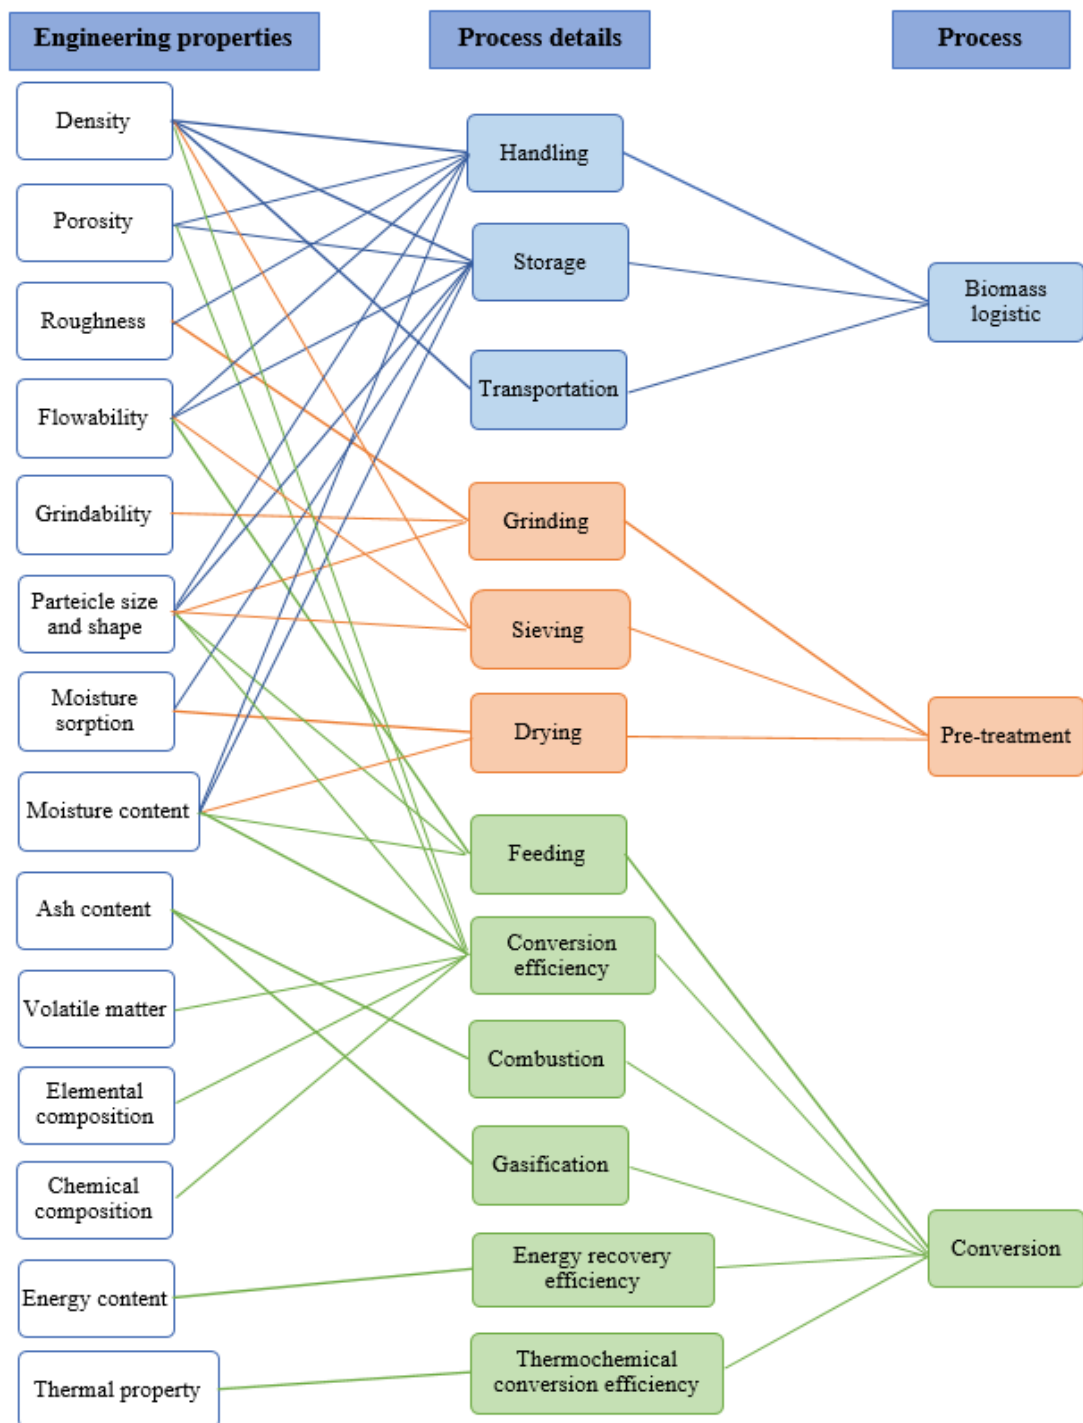 Engineering properties
Process details
Process
Density
Porosity
Roughness
Flowability
Grindability
Parteicle size
and shape
Moisture
sorption
Moisture content
Ash content
Volatile matter
Elemental
composition
Chemical
composition
Energy content
Thermal property
Handling
Storage
Transportation
Grinding
Sieving
Drying
Feeding
Conversion
efficiency
Combustion
Gasification
Energy recovery
efficiency
Thermochemical
conversion efficiency
Biomass
logistic
Pre-treatment
Conversion